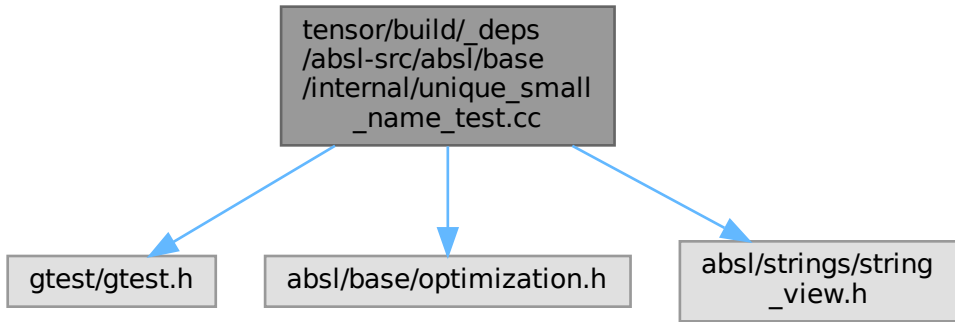 tensor/build/_deps
/absl-src/absl/base
/internal/unique_small
_name_test.cc
gtest/gtest.h
absl/base/optimization.h
absl/strings/string
_view.h